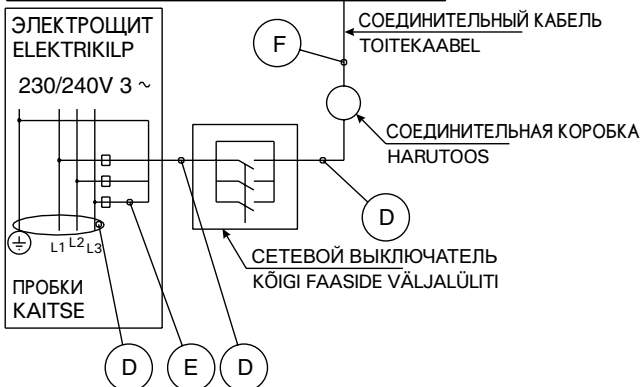 ЭЛЕКТРОЩИТ
ELEKTRIKILP
230/240V 3 ~
СОЕДИНИТЕЛЬНЫЙ КАБЕЛЬ
TOITEKAABEL
F
СОЕДИНИТЕЛЬНАЯ КОРОБКА
HARUTOOS
D
L1 L2 L3
СЕТЕВОЙ ВЫКЛЮЧАТЕЛЬ
KÕIGI FAASIDE VÄLJALÜLITI
ПРОБКИ
KAITSE
D E D